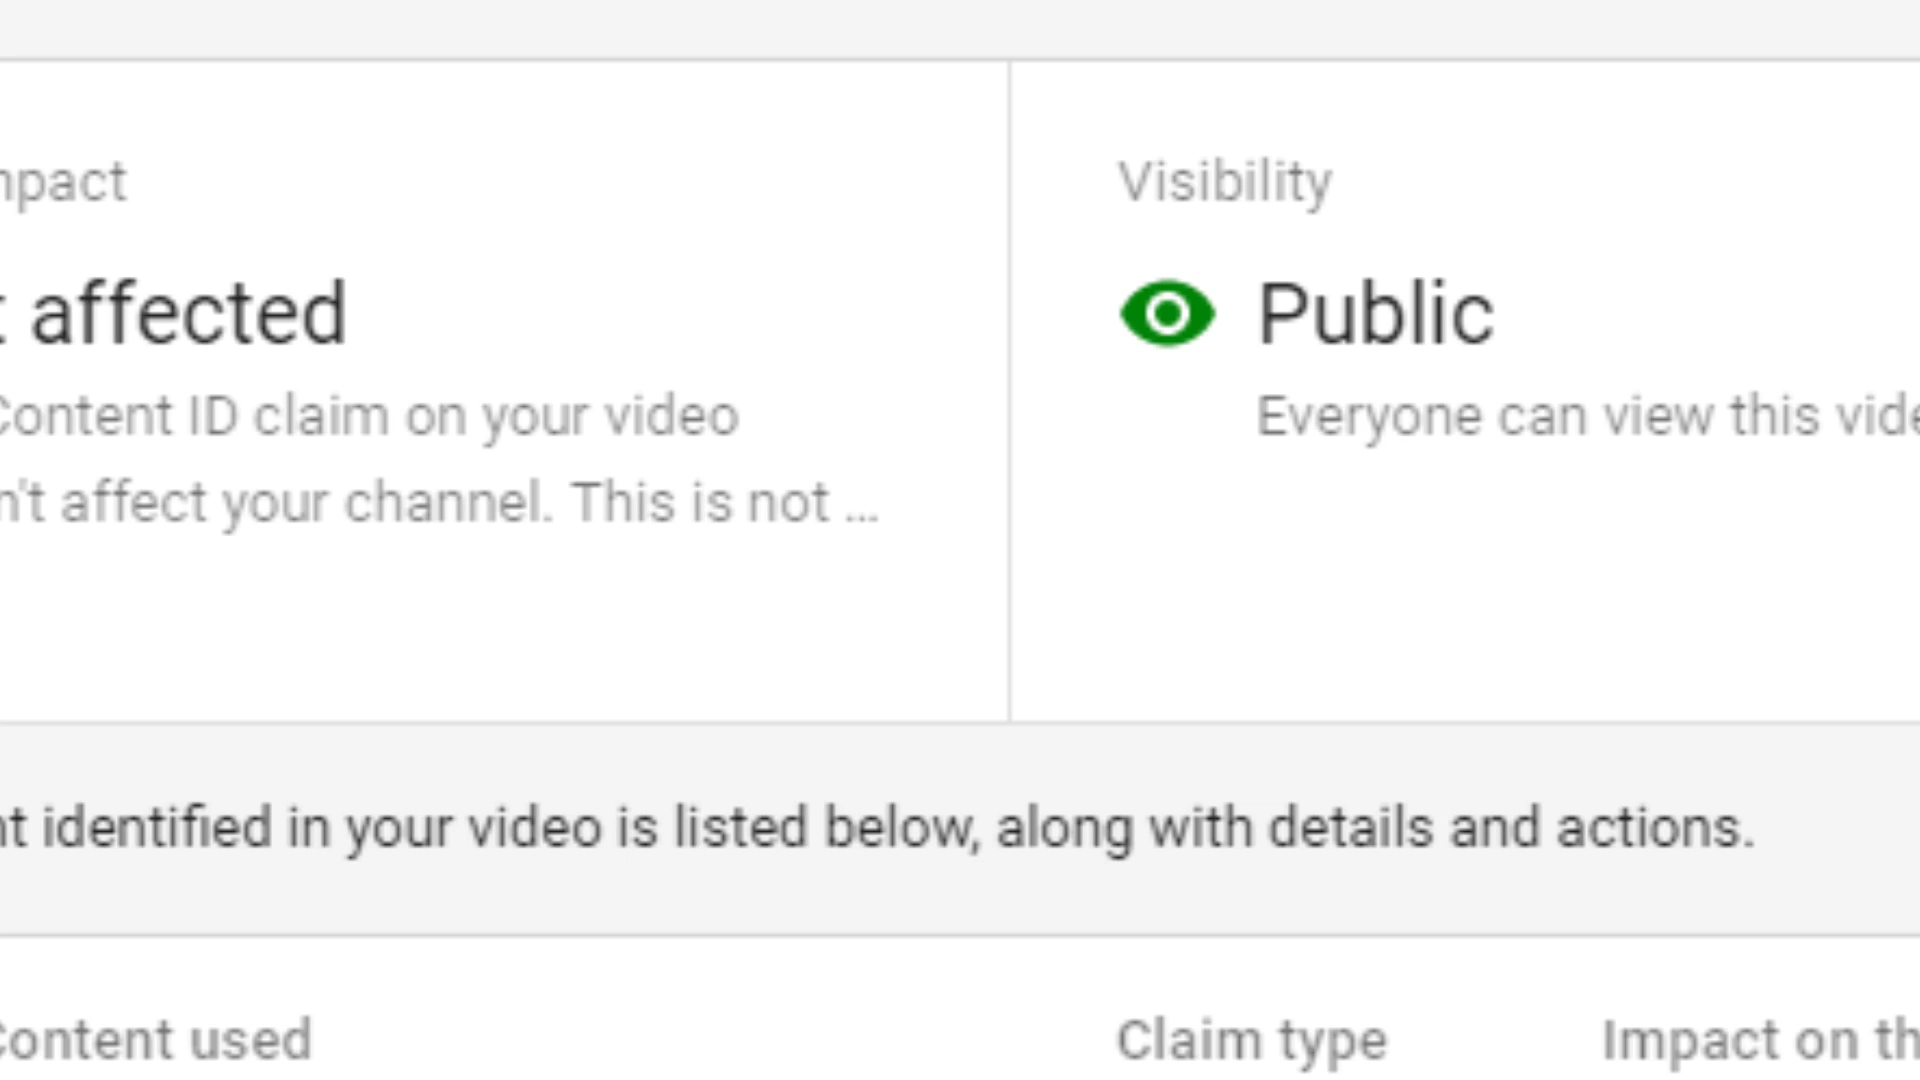 mpact
Visibility
t affected
Public
Content ID claim on your video
Everyone can view this vide
n't affect your channel. This is not ...
nt identified in your video is listed below, along with details and actions.
Content used
Claim type
Impact on th